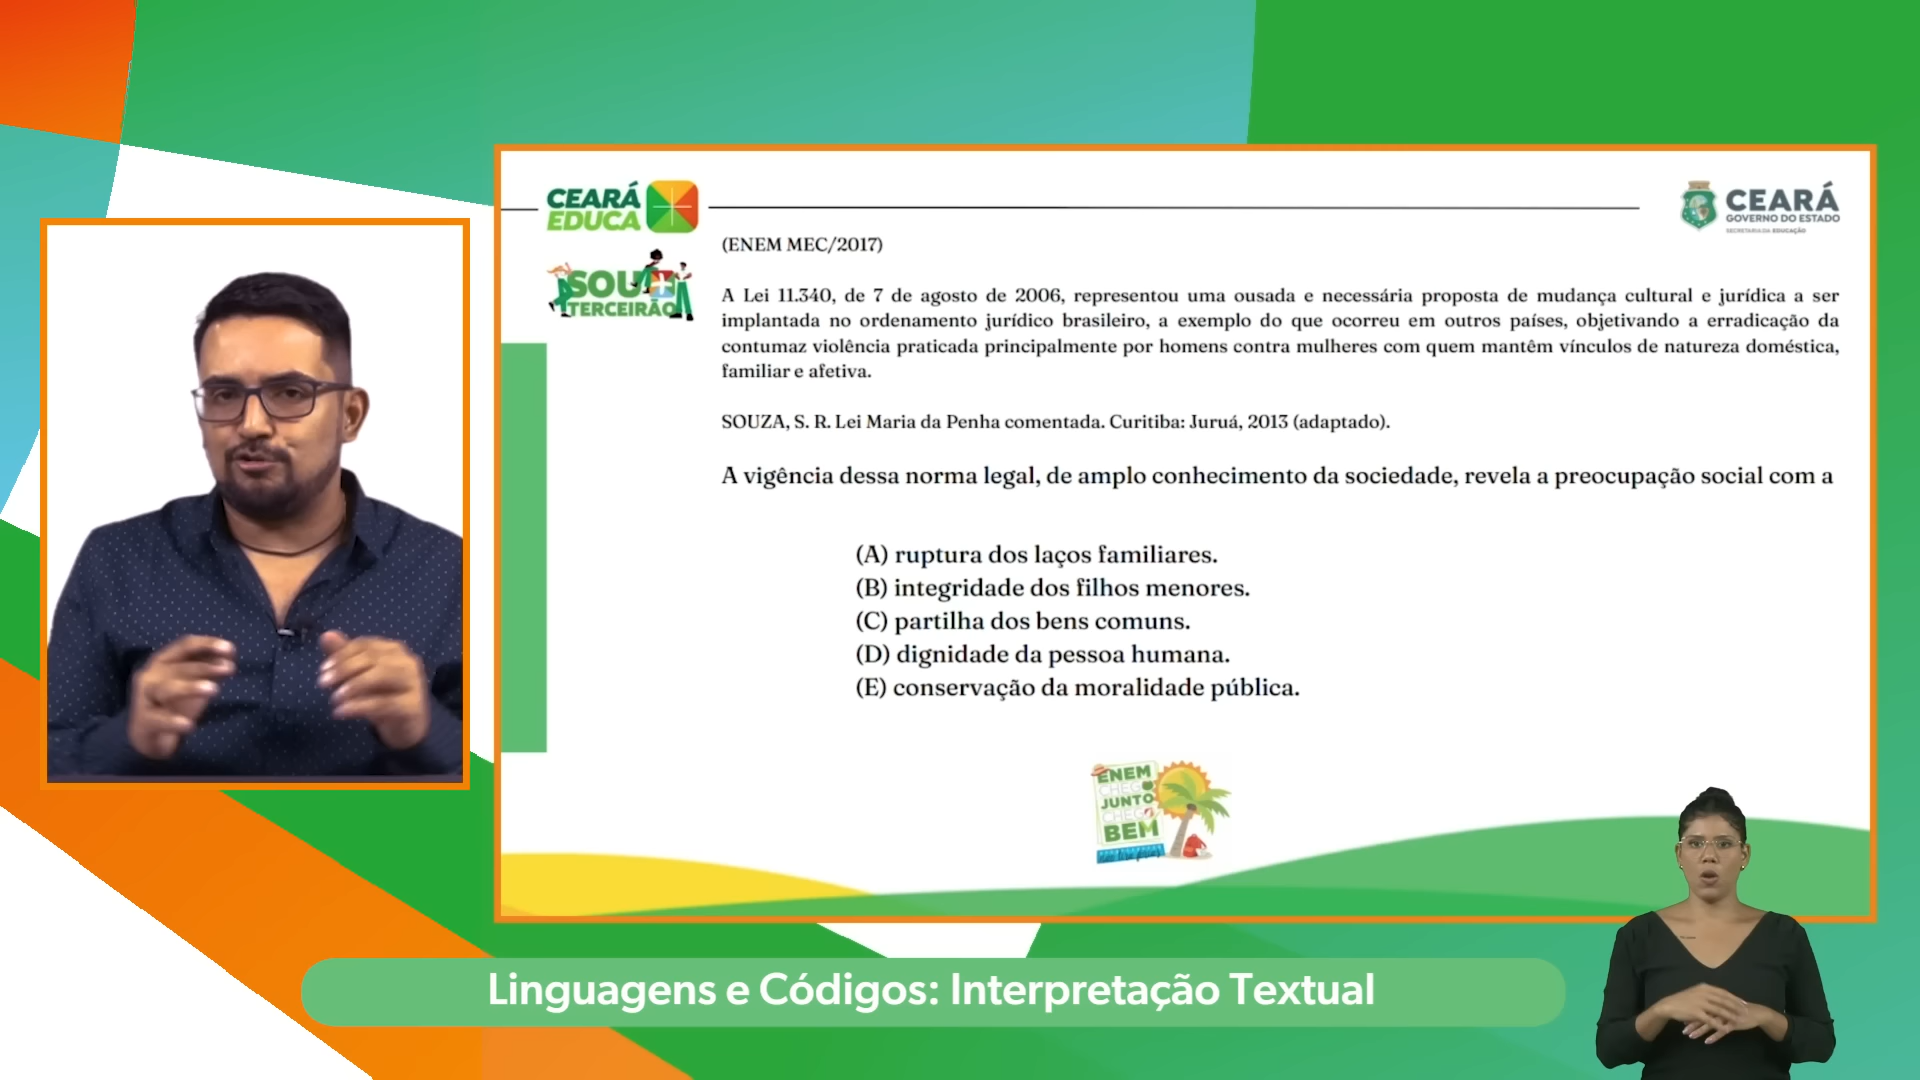 CEARÁ
EDUCA
SOU+
TERCEIRÃO
CEARÁ
GOVERNO DO ESTADO
SECRETARIA DA EDUCAÇÃO
(ENEM MEC/2017)
A Lei 11.340, de 7 de agosto de 2006, representou uma ousada e necessária proposta de mudança cultural e jurídica a ser
implantada no ordenamento jurídico brasileiro, a exemplo do que ocorreu em outros países, objetivando a erradicação da
contumaz violência praticada principalmente por homens contra mulheres com quem mantêm vínculos de natureza doméstica,
familiar e afetiva.
SOUZA, S. R. Lei Maria da Penha comentada. Curitiba: Juruá, 2013 (adaptado).
A vigência dessa norma legal, de amplo conhecimento da sociedade, revela a preocupação social com a
(A) ruptura dos laços familiares.
(B) integridade dos filhos menores.
(C) partilha dos bens comuns.
(D) dignidade da pessoa humana.
(E) conservação da moralidade pública.
ENEM
CHEGO
JUNTO
CHEGO
BEM
Linguagens e Códigos: Interpretação Textual